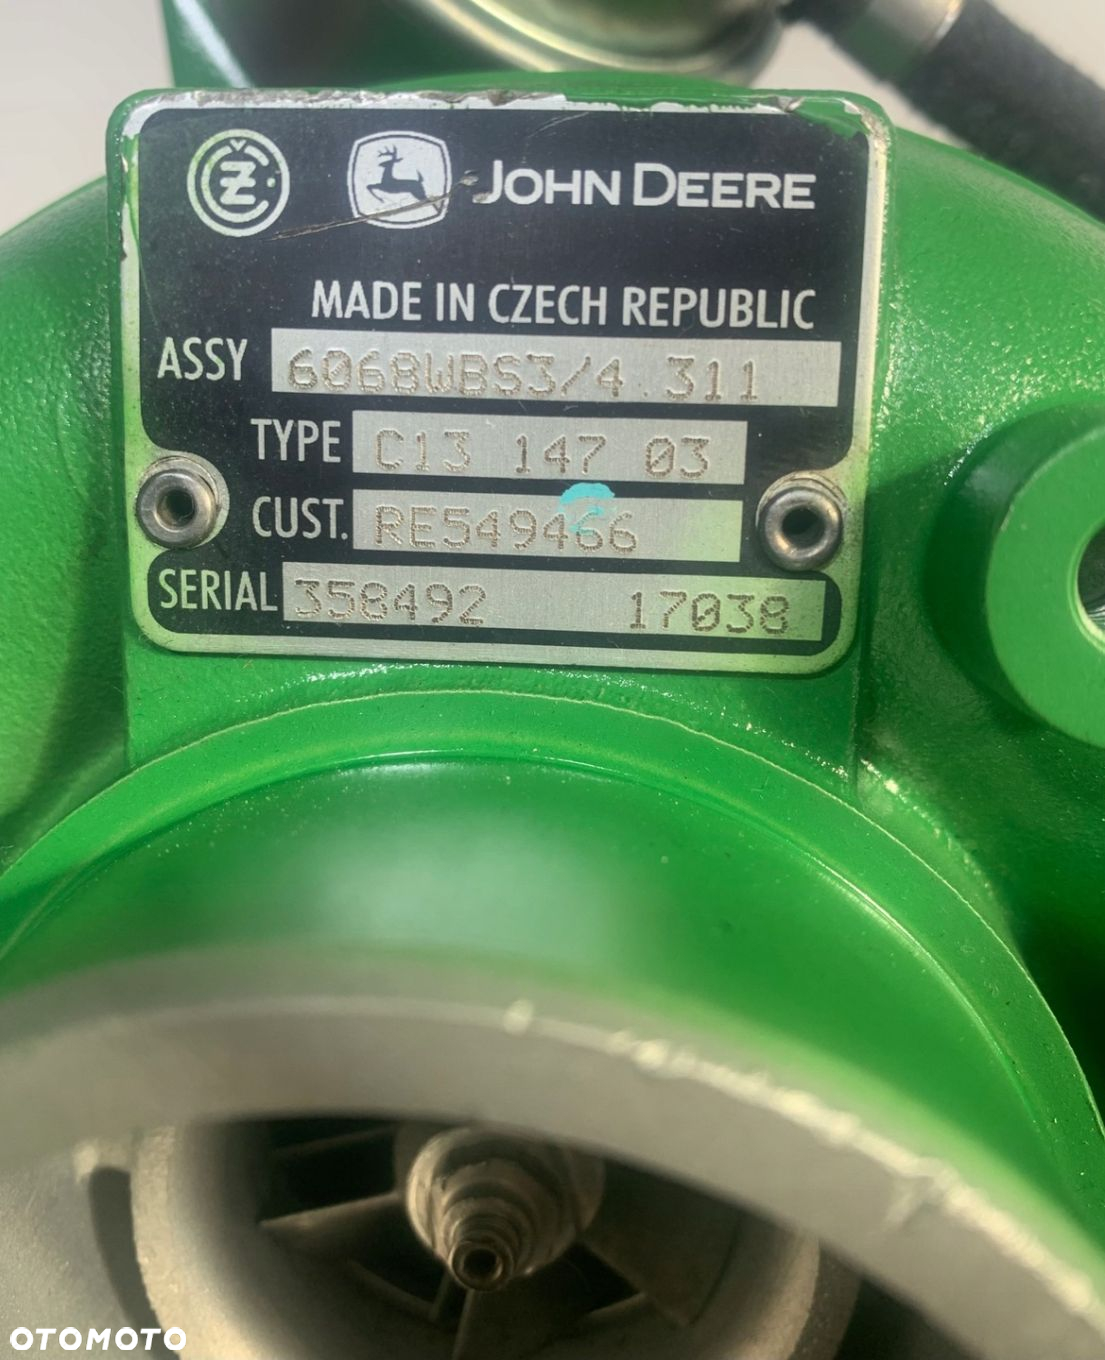 ČZ JOHN DEERE
MADE IN CZECH REPUBLIC
ASSY 6068WBS3/4.311
TYPE C13 147 03
CUST. RE549466
SERIAL 358492 17038
OTOMOTO